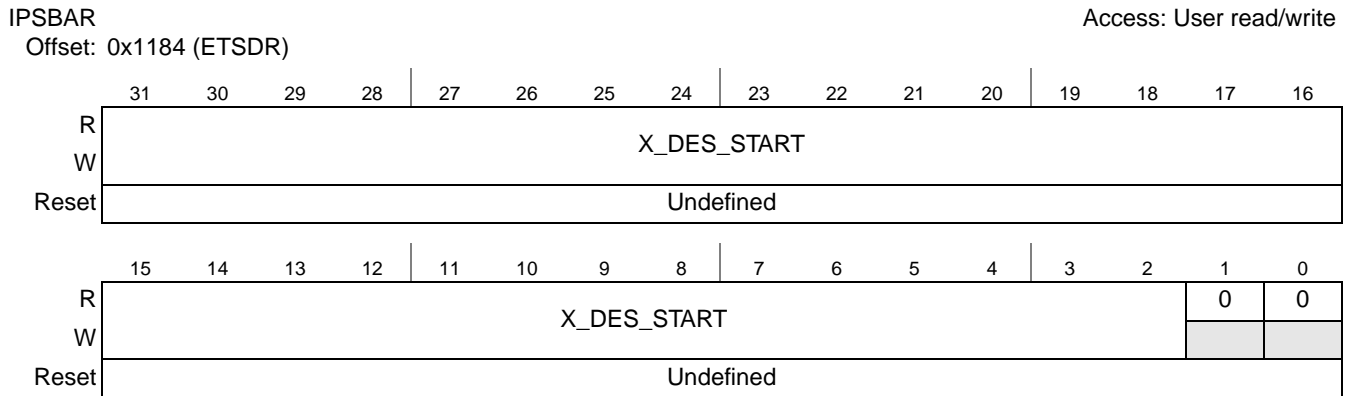 IPSBAR Access: User read/write
Offset: 0x1184 (ETSDR)
31 30 29 28 27 26 25 24 23 22 21 20 19 18 17 16
R
X_DES_START
W
Reset Undefined
15 14 13 12 11 10 9 8 7 6 5 4 3 2 1 0
R 0 0
X_DES_START
W
Reset Undefined